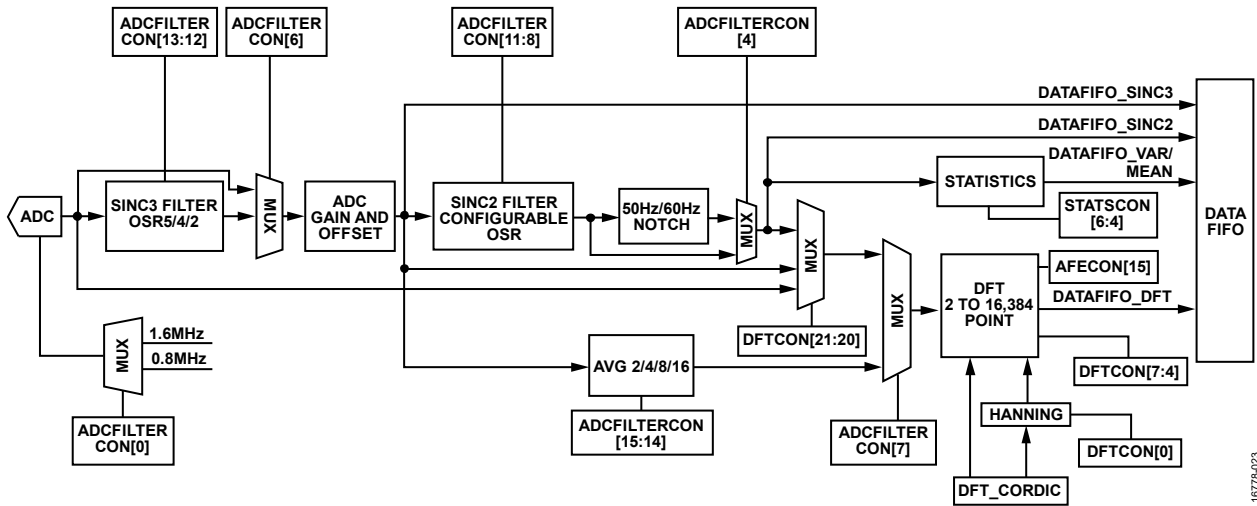 ADCFILTER
CON[13:12]
ADCFILTER
CON[6]
ADCFILTER
CON[11:8]
ADCFILTERCON
[4]
DATAFIFO_SINC3
DATAFIFO_SINC2
DATAFIFO_VAR/
MEAN
ADC
SINC3 FILTER
OSR5/4/2
MUX
ADC
GAIN AND
OFFSET
SINC2 FILTER
CONFIGURABLE
OSR
50Hz/60Hz
NOTCH
MUX
STATISTICS
STATSCON
[6:4]
DATA
FIFO
MUX
MUX
DFT
2 TO 16,384
POINT
AFECON[15]
DATAFIFO_DFT
DFTCON[21:20]
DFTCON[7:4]
MUX
1.6MHz
0.8MHz
AVG 2/4/8/16
HANNING
ADCFILTER
CON[0]
ADCFILTERCON
[15:14]
ADCFILTER
CON[7]
DFTCON[0]
DFT_CORDIC
16778-023